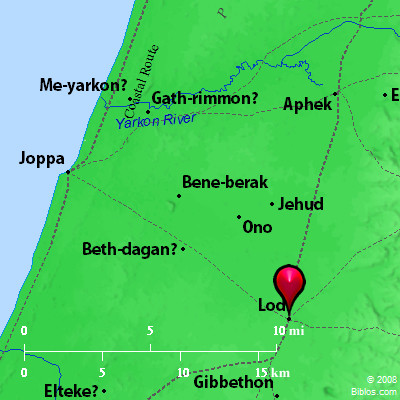 P
Me-yarkon?
Coastal Route
Gath-rimmon?
Aphek
E
Yarkon River
Joppa
Bene-berak
Jehud
Ono
Beth-dagan?
Lod
0 5 10 mi
0 5 10 15 km
Elteke?
Gibbethon
© 2008
Biblos.com